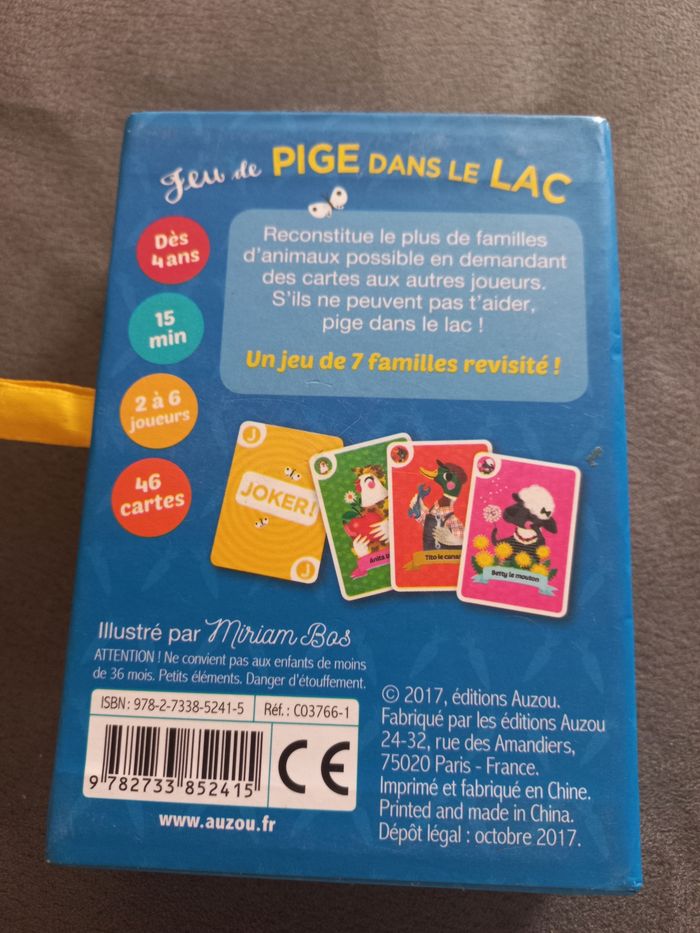 Jeu de PIGE DANS LE LAC
Dès
4 ans
15
min
2 à 6
joueurs
46
cartes
Reconstitue le plus de familles
d'animaux possible en demandant
des cartes aux autres joueurs.
S'ils ne peuvent pas t'aider,
pige dans le lac !
Un jeu de 7 familles revisité !
J
JOKER!
J
Anita
Tito le canard
Betty le mouton
Illustré par Miriam Bos
ATTENTION ! Ne convient pas aux enfants de moins
de 36 mois. Petits éléments. Danger d'étouffement.
ISBN : 978-2-7338-5241-5
Réf. : C03766-1
9 782733 852415
CE
www.auzou.fr
© 2017, éditions Auzou.
Fabriqué par les éditions Auzou
24-32, rue des Amandiers,
75020 Paris - France.
Imprimé et fabriqué en Chine.
Printed and made in China.
Dépôt légal : octobre 2017.